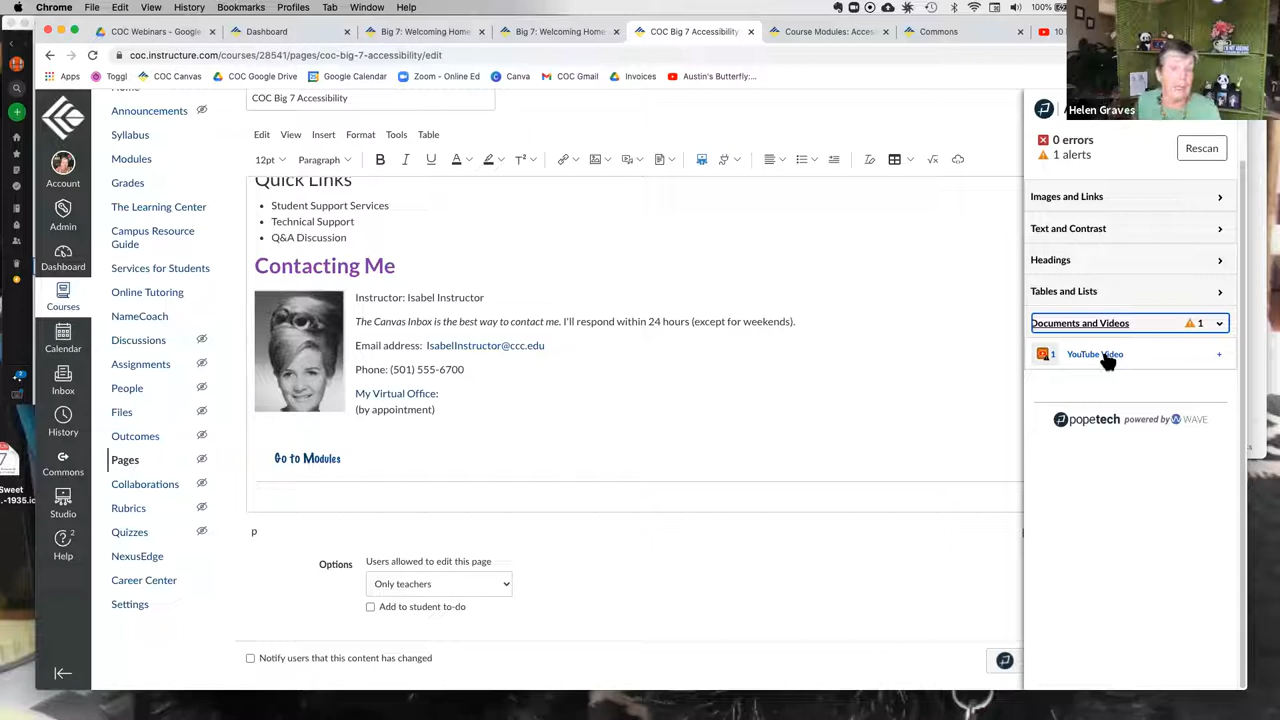 Chrome File Edit View History Bookmarks Profiles Tab Window Help 100%
COC Webinars - Google
Dashboard
Big 7: Welcoming Home
Big 7: Welcoming Home
COC Big 7 Accessibility
Course Modules: Acces
Commons
coc.instructure.com/courses/28541/pages/coc-big-7-accessibility/edit
Apps Toggl COC Canvas COC Google Drive Google Calendar Zoom - Online Ed Canva COC Gmail Invoices Austin's Butterfly:...
Helen Graves
Account
Admin
Dashboard
Courses
Calendar
Inbox
2
History
Commons
Studio
Help
Announcements
Syllabus
Modules
Grades
The Learning Center
Campus Resource
Guide
Services for Students
Online Tutoring
NameCoach
Discussions
Assignments
People
Files
Outcomes
Pages
Collaborations
Rubrics
Quizzes
NexusEdge
Career Center
Settings
COC Big 7 Accessibility
Edit View Insert Format Tools Table
12pt Paragraph B I U A T²
Quick Links
Student Support Services
Technical Support
Q&A Discussion
Contacting Me
Instructor: Isabel Instructor
The Canvas Inbox is the best way to contact me. I'll respond within 24 hours (except for weekends).
Email address: IsabelInstructor@ccc.edu
Phone: (501) 555-6700
My Virtual Office:
(by appointment)
Go to Modules
p
Options
Users allowed to edit this page
Only teachers
Add to student to-do
Notify users that this content has changed
0 errors
1 alerts
Rescan
Images and Links
Text and Contrast
Headings
Tables and Lists
Documents and Videos 1
1 YouTube Video +
popetech powered by WAVE
Sweet
.-1935.ic